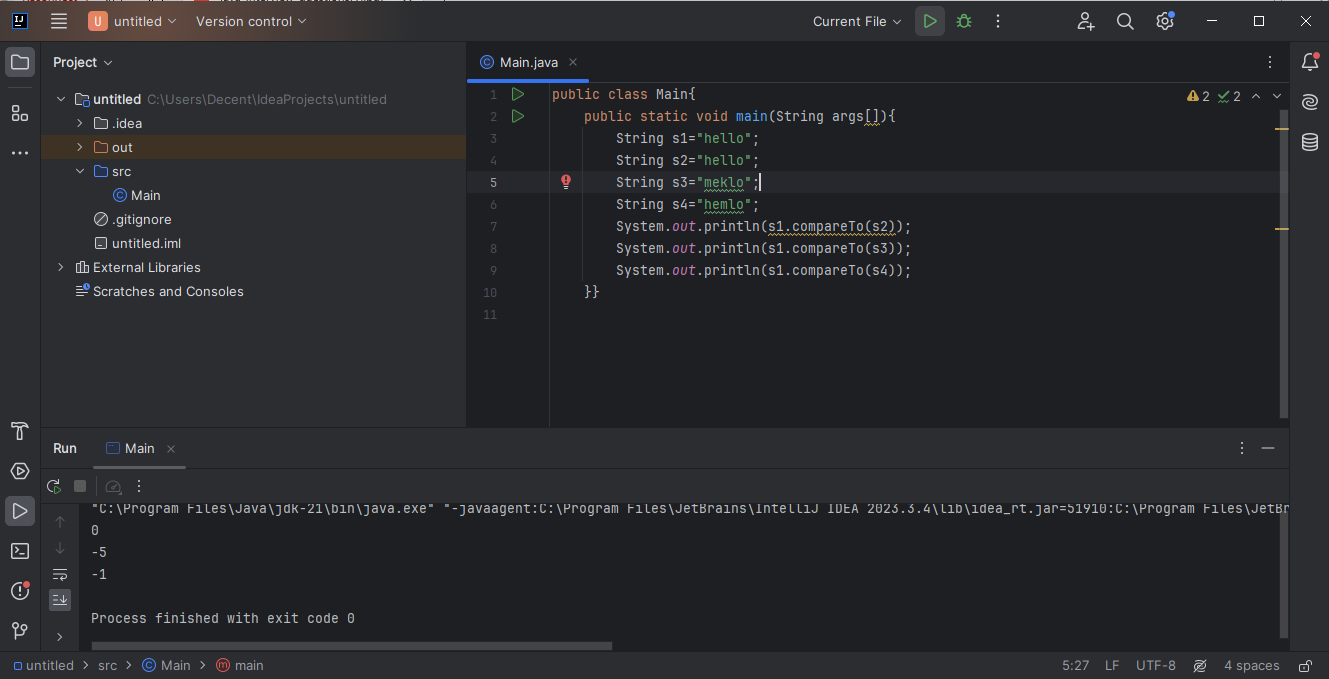 U untitled Version control Current File
Project
Main.java
untitled C:\Users\Decent\IdeaProjects\untitled
.idea
out
src
Main
.gitignore
untitled.iml
External Libraries
Scratches and Consoles
2 2
1 public class Main{
2 public static void main(String args[]){
3 String s1="hello";
4 String s2="hello";
5 String s3="meklo";
6 String s4="hemlo";
7 System.out.println(s1.compareTo(s2));
8 System.out.println(s1.compareTo(s3));
9 System.out.println(s1.compareTo(s4));
10 }}
11
Run Main
"C:\Program Files\Java\jdk-21\bin\java.exe" "-javaagent:C:\Program Files\JetBrains\IntelliJ IDEA 2023.3.4\lib\idea_rt.jar=51910:C:\Program Files\JetBr
0
-5
-1
Process finished with exit code 0
untitled > src > Main > main 5:27 LF UTF-8 4 spaces